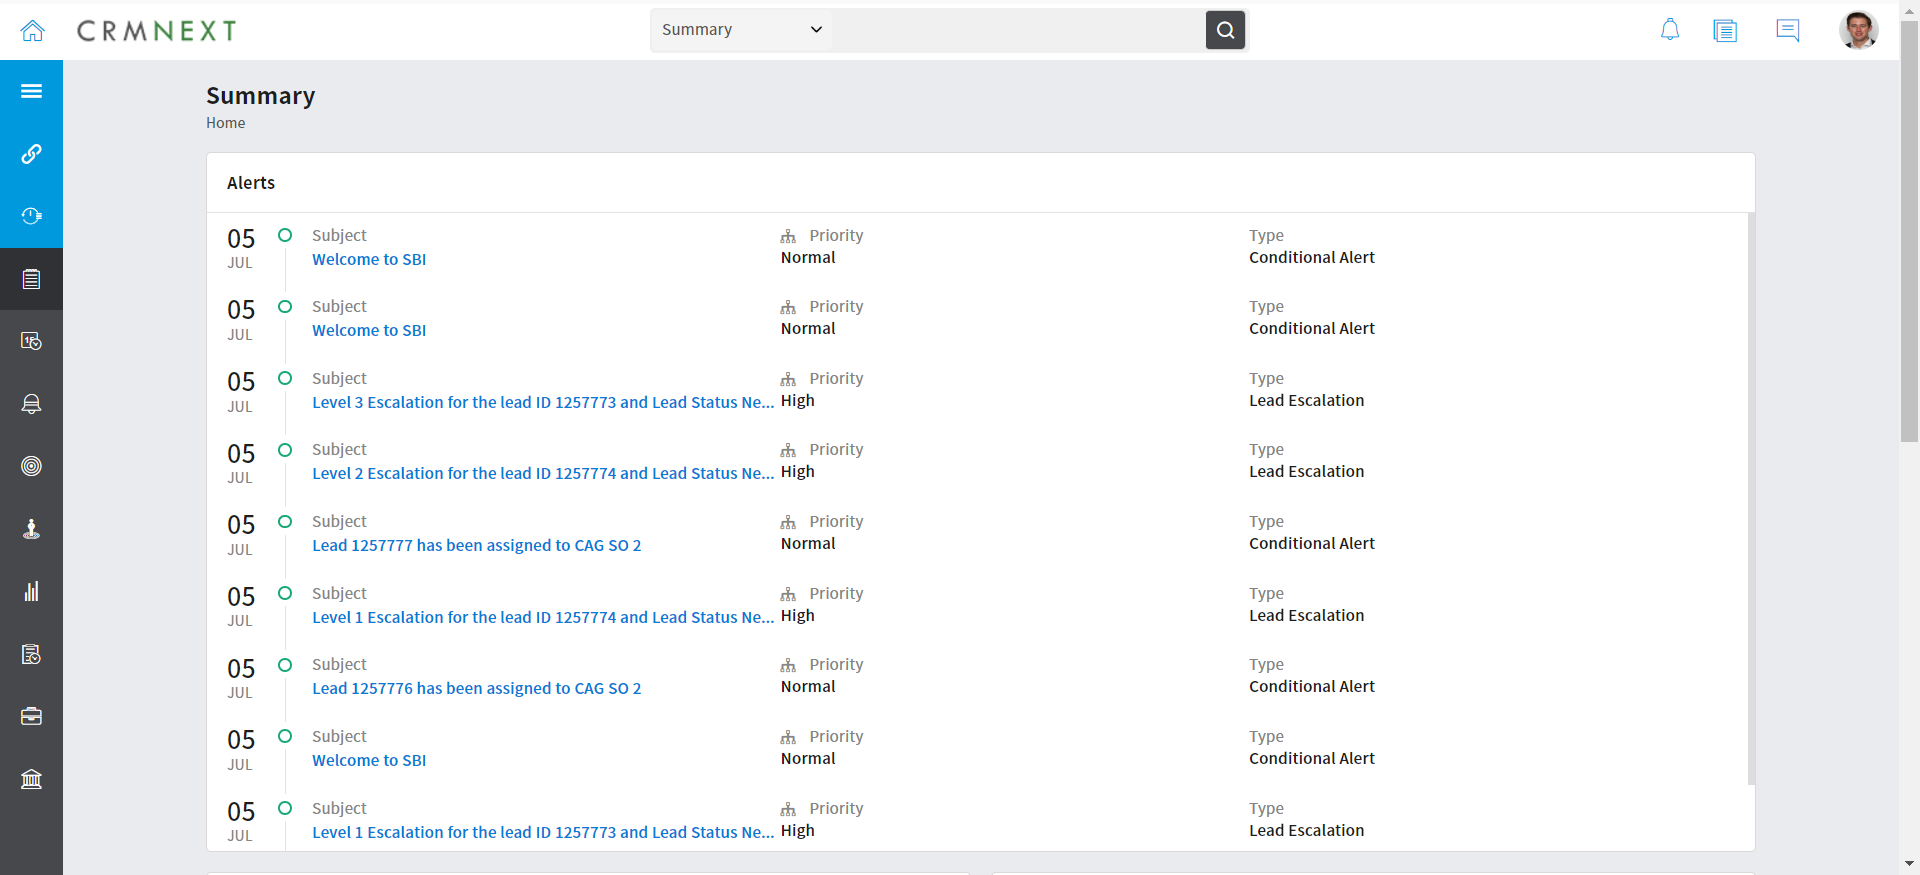 CRMNEXT
Summary
Summary
Home
Alerts
05 Subject Priority Type
JUL Welcome to SBI Normal Conditional Alert
05 Subject Priority Type
JUL Welcome to SBI Normal Conditional Alert
05 Subject Priority Type
JUL Level 3 Escalation for the lead ID 1257773 and Lead Status Ne... High Lead Escalation
05 Subject Priority Type
JUL Level 2 Escalation for the lead ID 1257774 and Lead Status Ne... High Lead Escalation
05 Subject Priority Type
JUL Lead 1257777 has been assigned to CAG SO 2 Normal Conditional Alert
05 Subject Priority Type
JUL Level 1 Escalation for the lead ID 1257774 and Lead Status Ne... High Lead Escalation
05 Subject Priority Type
JUL Lead 1257776 has been assigned to CAG SO 2 Normal Conditional Alert
05 Subject Priority Type
JUL Welcome to SBI Normal Conditional Alert
05 Subject Priority Type
JUL Level 1 Escalation for the lead ID 1257773 and Lead Status Ne... High Lead Escalation